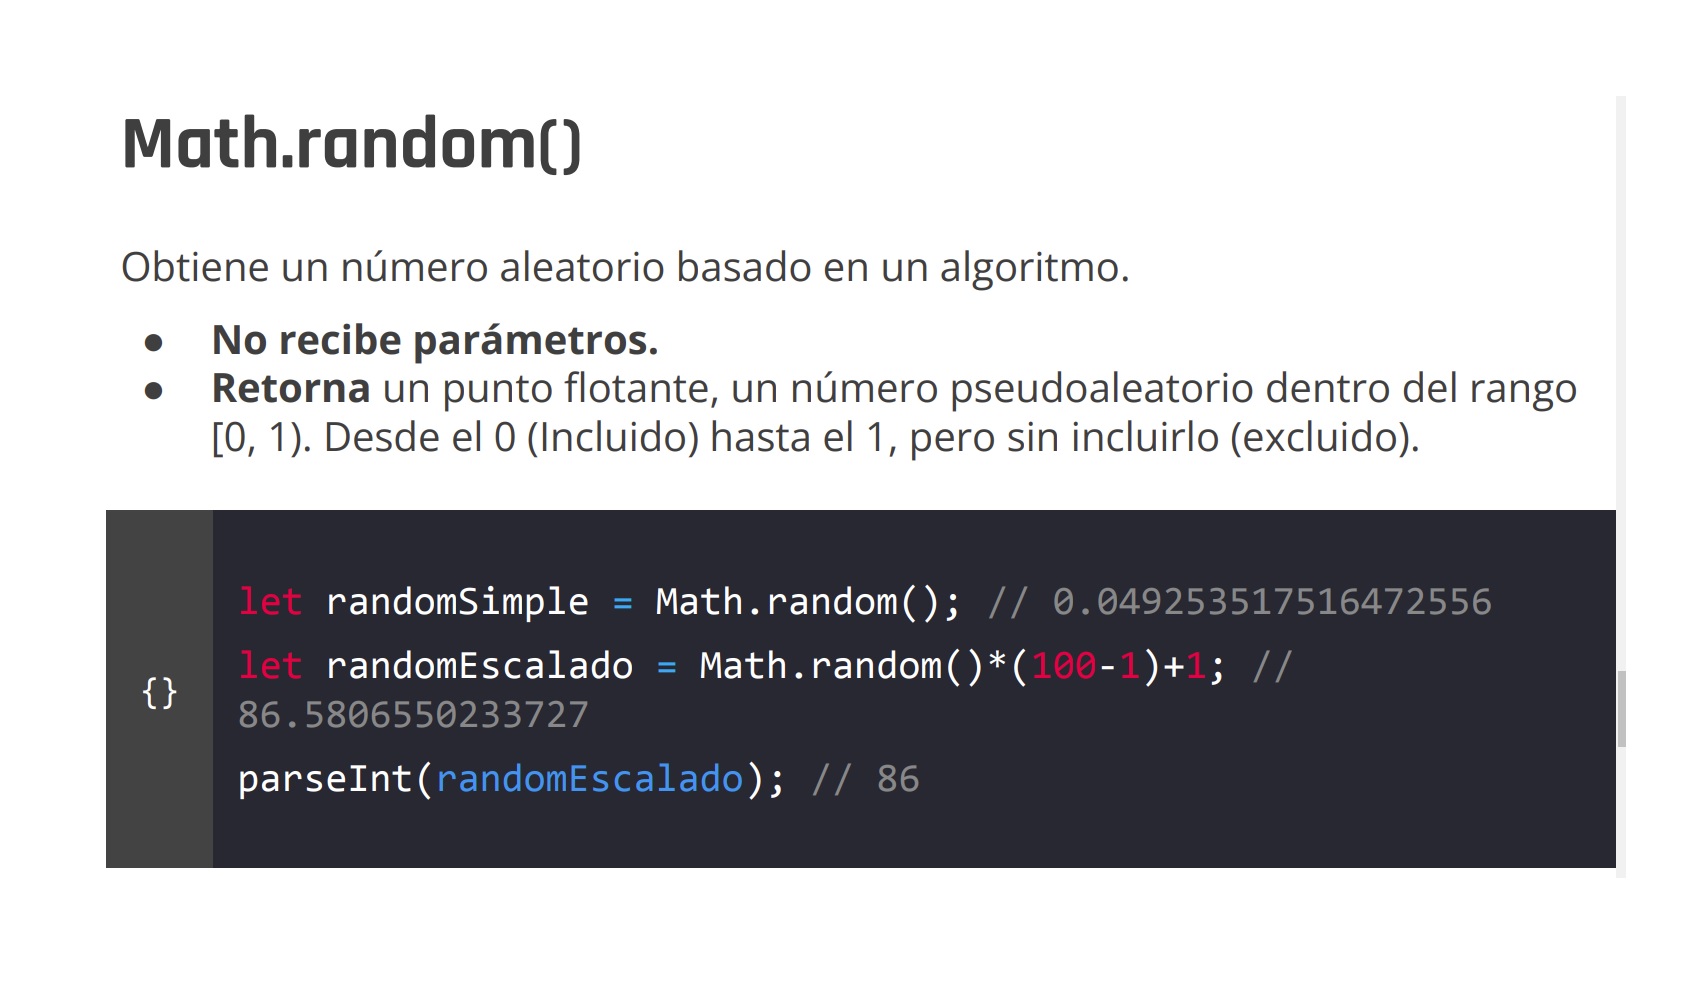 Math.random()
Obtiene un número aleatorio basado en un algoritmo.
● No recibe parámetros.
● Retorna un punto flotante, un número pseudoaleatorio dentro del rango
[0, 1). Desde el 0 (Incluido) hasta el 1, pero sin incluirlo (excluido).
let randomSimple = Math.random(); // 0.049253517516472556
let randomEscalado = Math.random()*(100-1)+1; //
{}
86.5806550233727
parseInt(randomEscalado); // 86